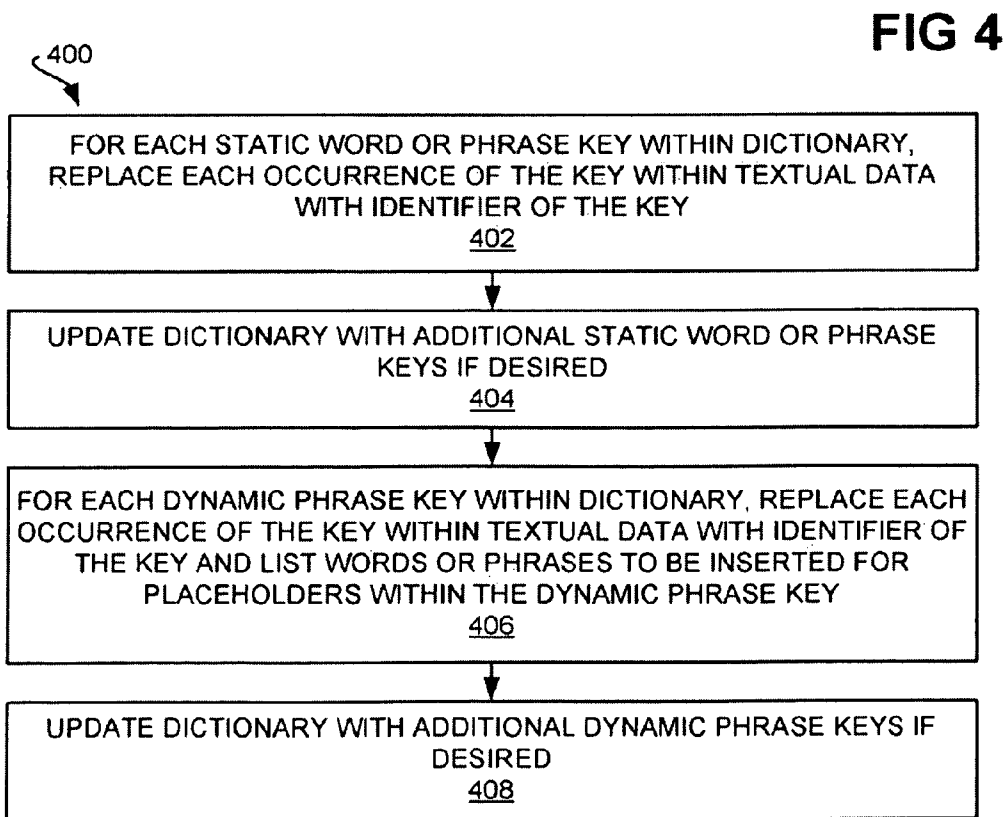 FIG 4
400
FOR EACH STATIC WORD OR PHRASE KEY WITHIN DICTIONARY,
REPLACE EACH OCCURRENCE OF THE KEY WITHIN TEXTUAL DATA
WITH IDENTIFIER OF THE KEY
402
UPDATE DICTIONARY WITH ADDITIONAL STATIC WORD OR PHRASE
KEYS IF DESIRED
404
FOR EACH DYNAMIC PHRASE KEY WITHIN DICTIONARY, REPLACE EACH
OCCURRENCE OF THE KEY WITHIN TEXTUAL DATA WITH IDENTIFIER OF
THE KEY AND LIST WORDS OR PHRASES TO BE INSERTED FOR
PLACEHOLDERS WITHIN THE DYNAMIC PHRASE KEY
406
UPDATE DICTIONARY WITH ADDITIONAL DYNAMIC PHRASE KEYS IF
DESIRED
408